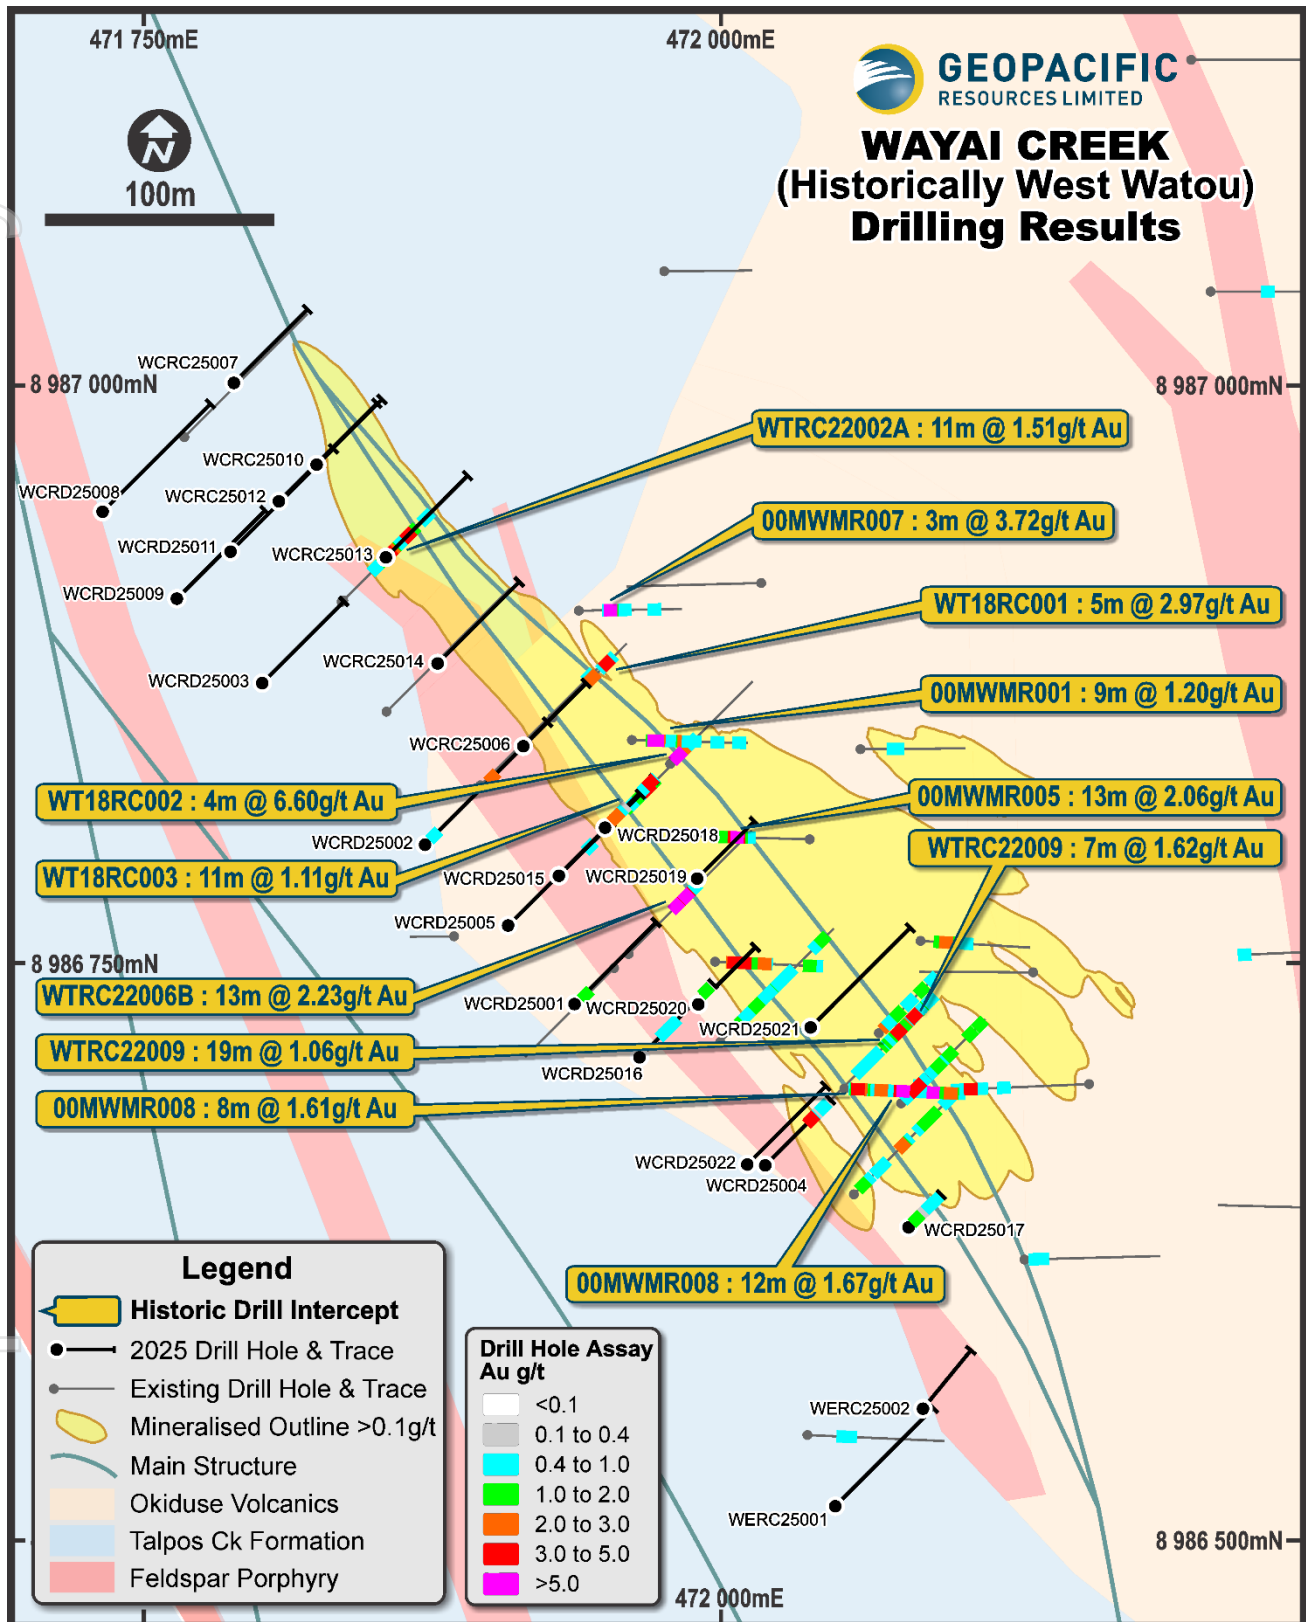 471 750mE
472 000mE
GEOPACIFIC
RESOURCES LIMITED
WAYAI CREEK
(Historically West Watou)
Drilling Results
N
100m
WCRC25007
8 987 000mN
8 987 000mN
WTRC22002A : 11m @ 1.51g/t Au
WCRC25010
WCRD25008
WCRC25012
00MWMR007 : 3m @ 3.72g/t Au
WCRD25011
WCRC25013
WCRD25009
WT18RC001 : 5m @ 2.97g/t Au
WCRC25014
WCRD25003
00MWMR001 : 9m @ 1.20g/t Au
WCRC25006
WT18RC002 : 4m @ 6.60g/t Au
00MWMR005 : 13m @ 2.06g/t Au
WCRD25018
WCRD25002
WTRC22009 : 7m @ 1.62g/t Au
WT18RC003 : 11m @ 1.11g/t Au
WCRD25015
WCRD25019
WCRD25005
8 986 750mN
WTRC22006B : 13m @ 2.23g/t Au
WCRD25001
WCRD25020
WCRD25021
WTRC22009 : 19m @ 1.06g/t Au
WCRD25016
00MWMR008 : 8m @ 1.61g/t Au
WCRD25022
WCRD25004
WCRD25017
00MWMR008 : 12m @ 1.67g/t Au
Legend
Historic Drill Intercept
2025 Drill Hole & Trace
Existing Drill Hole & Trace
Mineralised Outline >0.1g/t
Main Structure
Okiduse Volcanics
Talpos Ck Formation
Feldspar Porphyry
Drill Hole Assay
Au g/t
<0.1
0.1 to 0.4
0.4 to 1.0
1.0 to 2.0
2.0 to 3.0
3.0 to 5.0
>5.0
WERC25002
WERC25001
8 986 500mN
472 000mE